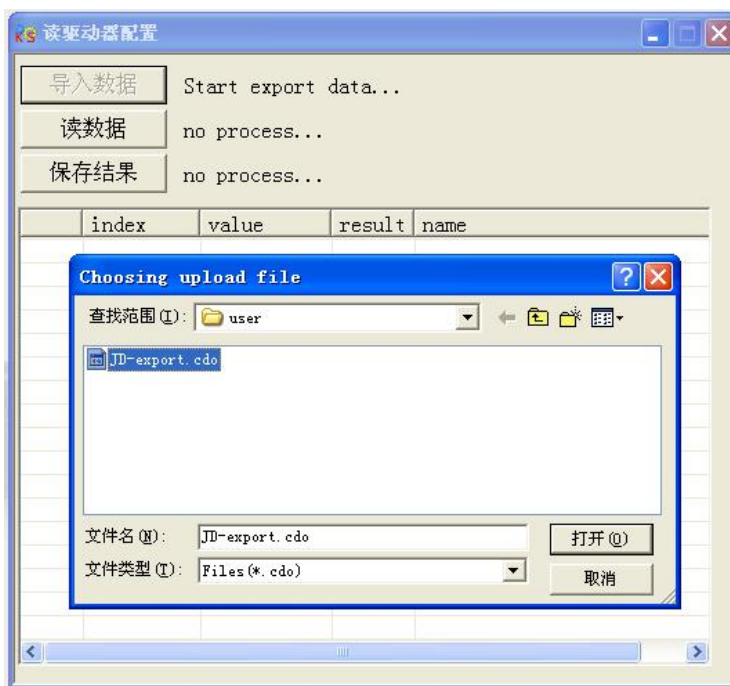 读驱动器配置
导入数据 Start export data...
读数据 no process...
保存结果 no process...
index value result name
Choosing upload file
查找范围(I): user
JD-export.cdo
文件名(N): JD-export.cdo 打开(O)
文件类型(T): Files(*.cdo) 取消